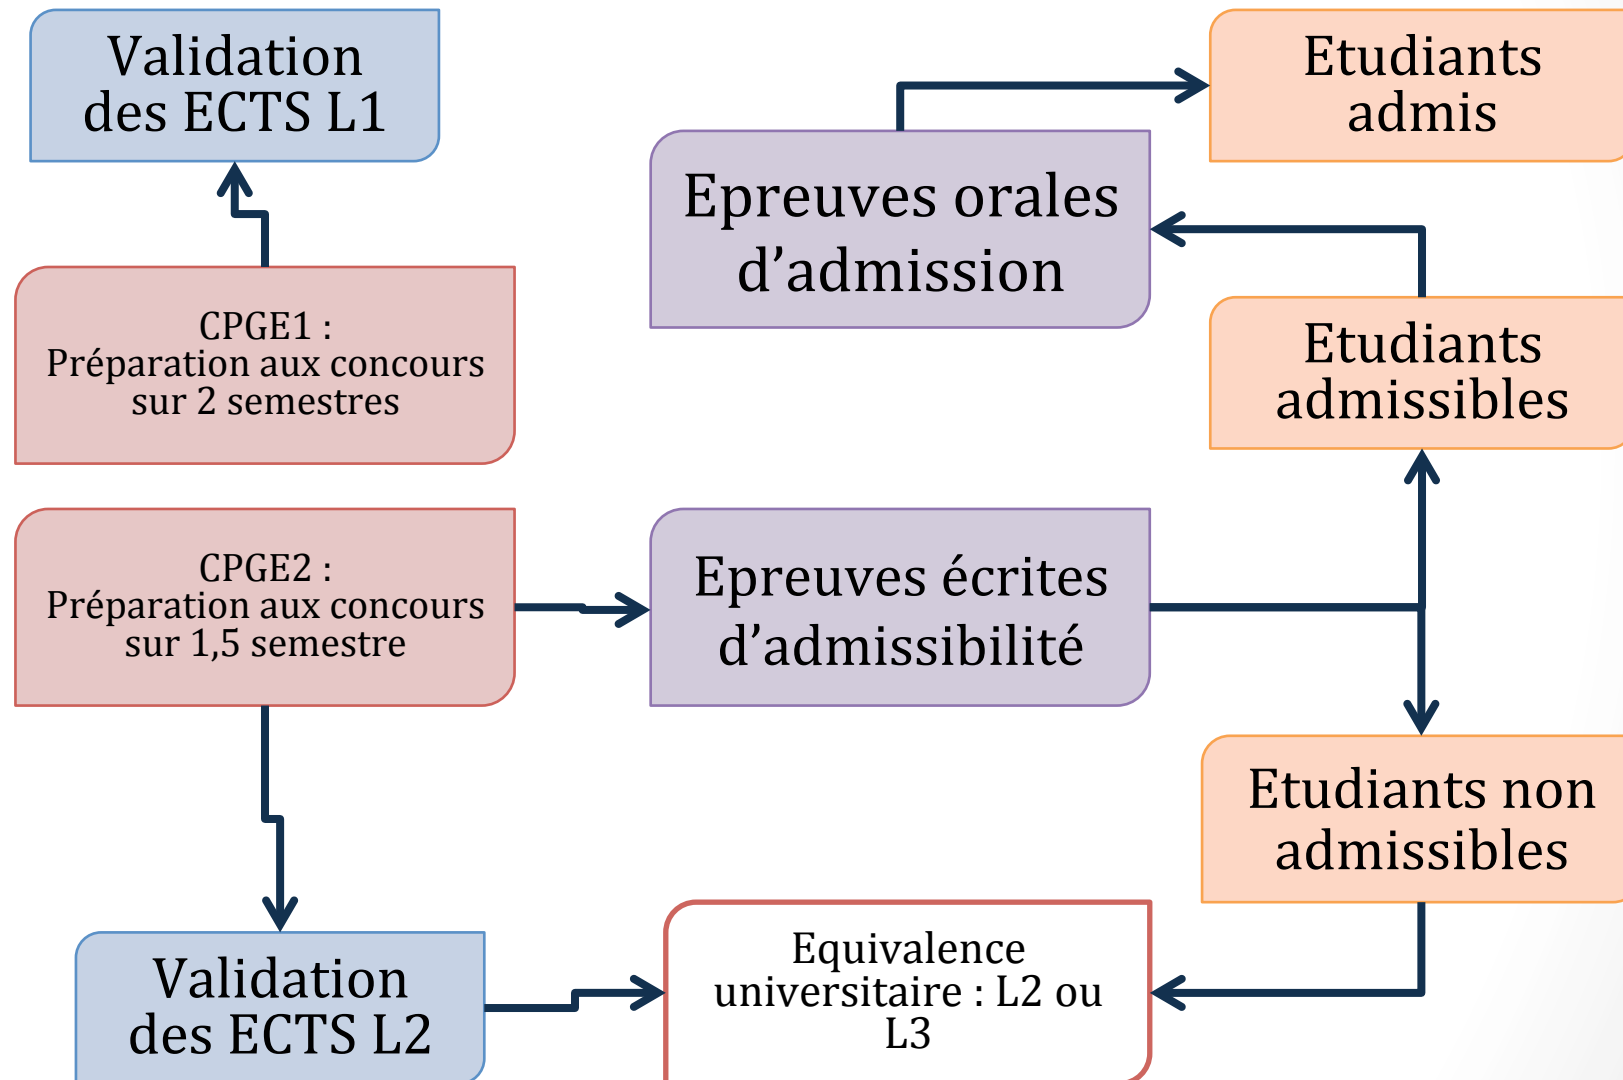 Validation
des ECTS L1
CPGE1 :
Préparation aux concours
sur 2 semestres
CPGE2 :
Préparation aux concours
sur 1,5 semestre
Validation
des ECTS L2
Epreuves orales
d’admission
Epreuves écrites
d’admissibilité
Equivalence
universitaire : L2 ou
L3
Etudiants
admis
Etudiants
admissibles
Etudiants non
admissibles